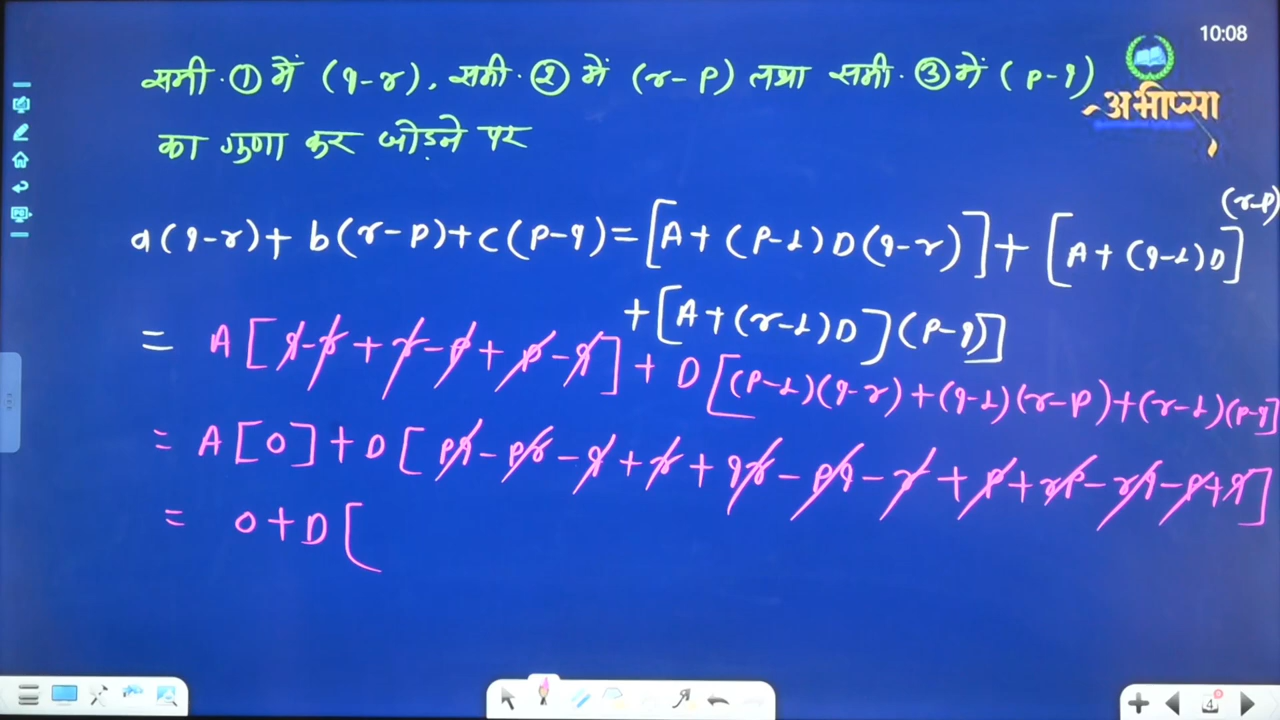 10:08
अभीप्सा
समी. ① में (q-r), समी. ② में (r-p) तथा समी. ③ में (p-q)
का गुणा कर जोड़ने पर
(r-p)
a(q-r)+ b(r-p)+c(p-q)=[A+(p-1)D(q-r)]+[A+(q-1)D]
+[A+(r-1)D](p-q)]
= A[q-r+r-p+p-q]+D[(p-1)(q-r)+(q-1)(r-p)+(r-1)(p-q]
= A[0]+D[pq-pr-q+r+qr-pq-r+p+rp-rq-p+q]
= 0+D[
4